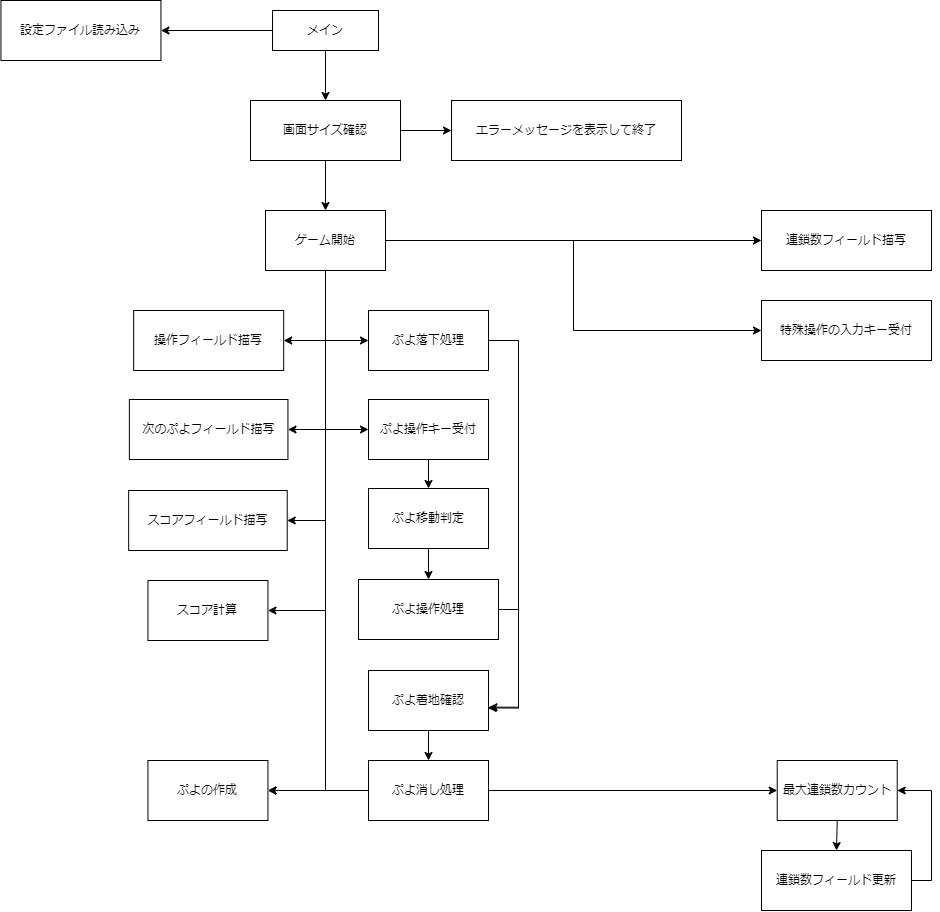 設定ファイル読み込み
メイン
画面サイズ確認
エラーメッセージを表示して終了
ゲーム開始
連鎖数フィールド描写
特殊操作の入力キー受付
操作フィールド描写
ぷよ落下処理
次のぷよフィールド描写
ぷよ操作キー受付
スコアフィールド描写
ぷよ移動判定
スコア計算
ぷよ操作処理
ぷよ着地確認
ぷよの作成
ぷよ消し処理
最大連鎖数カウント
連鎖数フィールド更新